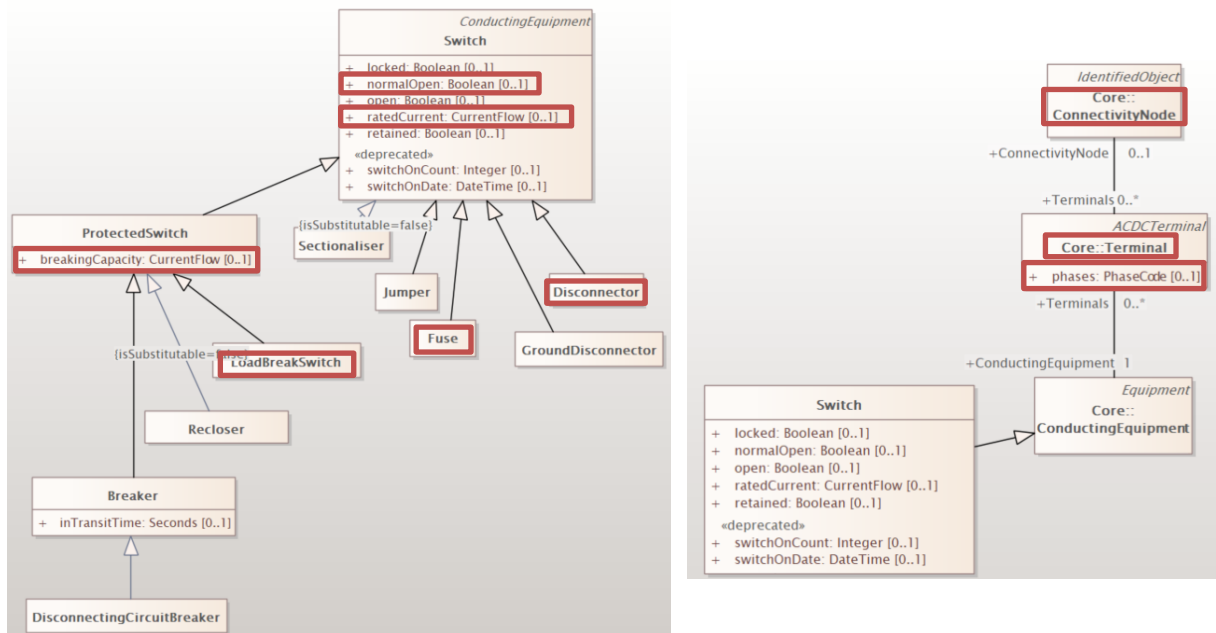 ConductingEquipment
Switch
+ locked: Boolean [0..1]
+ normalOpen: Boolean [0..1]
+ open: Boolean [0..1]
+ ratedCurrent: CurrentFlow [0..1]
+ retained: Boolean [0..1]
«deprecated»
+ switchOnCount: Integer [0..1]
+ switchOnDate: DateTime [0..1]
ProtectedSwitch
+ breakingCapacity: CurrentFlow [0..1]
{isSubstitutable=false}
Sectionaliser
Jumper
Fuse
Disconnector
GroundDisconnector
{isSubstitutable=false}
LoadBreakSwitch
Recloser
Breaker
+ inTransitTime: Seconds [0..1]
DisconnectingCircuitBreaker
IdentifiedObject
Core::
ConnectivityNode
+ConnectivityNode 0..1
+Terminals 0..*
ACDCTerminal
Core::Terminal
+ phases: PhaseCode [0..1]
+Terminals 0..*
+ConductingEquipment 1
Equipment
Core::
ConductingEquipment
Switch
+ locked: Boolean [0..1]
+ normalOpen: Boolean [0..1]
+ open: Boolean [0..1]
+ ratedCurrent: CurrentFlow [0..1]
+ retained: Boolean [0..1]
«deprecated»
+ switchOnCount: Integer [0..1]
+ switchOnDate: DateTime [0..1]